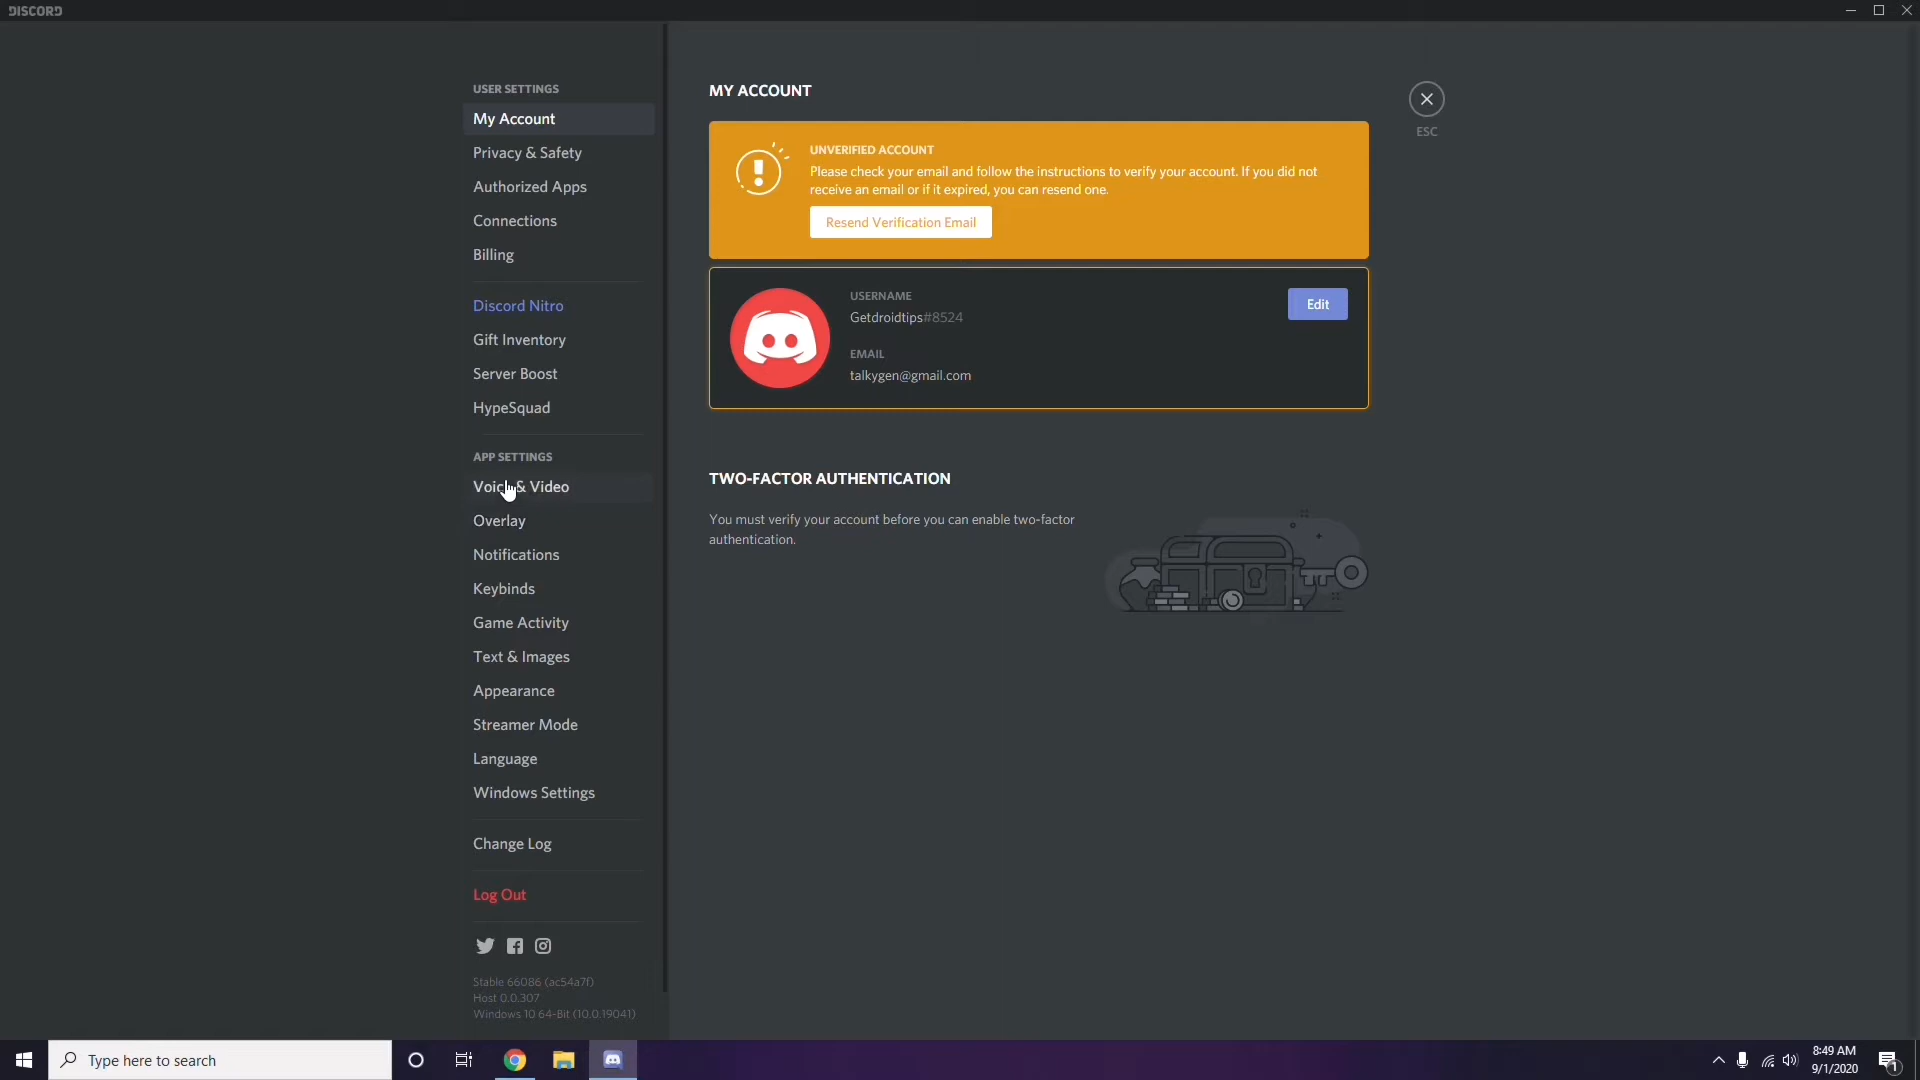 DISCORD
USER SETTINGS
My Account
Privacy & Safety
Authorized Apps
Connections
Billing
Discord Nitro
Gift Inventory
Server Boost
HypeSquad
APP SETTINGS
Voice & Video
Overlay
Notifications
Keybinds
Game Activity
Text & Images
Appearance
Streamer Mode
Language
Windows Settings
Change Log
Log Out
Stable 66086 (ac54a7f)
Host 0.0.307
Windows 10 64-Bit (10.0.19041)
MY ACCOUNT
ESC
UNVERIFIED ACCOUNT
Please check your email and follow the instructions to verify your account. If you did not
receive an email or if it expired, you can resend one.
Resend Verification Email
USERNAME
Getdroidtips#8524
Edit
EMAIL
talkygen@gmail.com
TWO-FACTOR AUTHENTICATION
You must verify your account before you can enable two-factor
authentication.
Type here to search
8:49 AM
9/1/2020
1